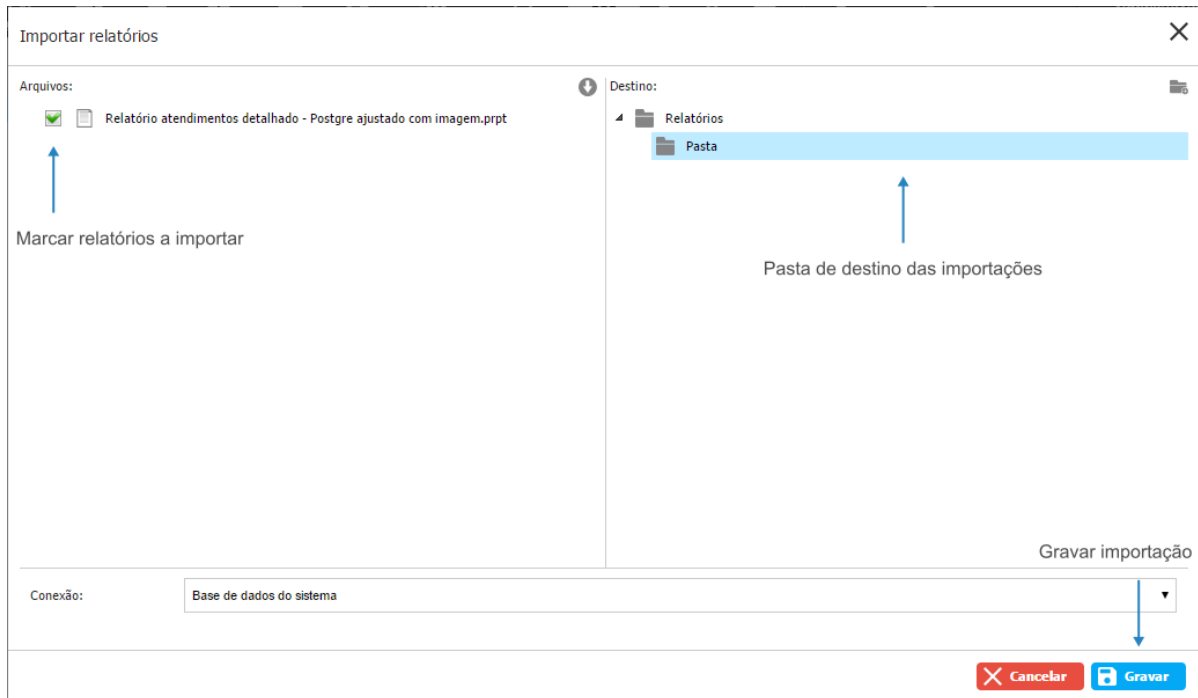 Importar relatórios
Arquivos:
Destino:
Relatório atendimentos detalhado - Postgre ajustado com imagem.prpt
Relatórios
Pasta
Marcar relatórios a importar
Pasta de destino das importações
Gravar importação
Conexão:
Base de dados do sistema
Cancelar
Gravar